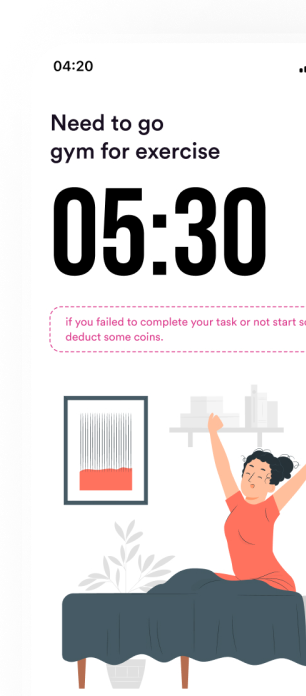 04:20
Need to go
gym for exercise
05:30
if you failed to complete your task or not start
deduct some coins.